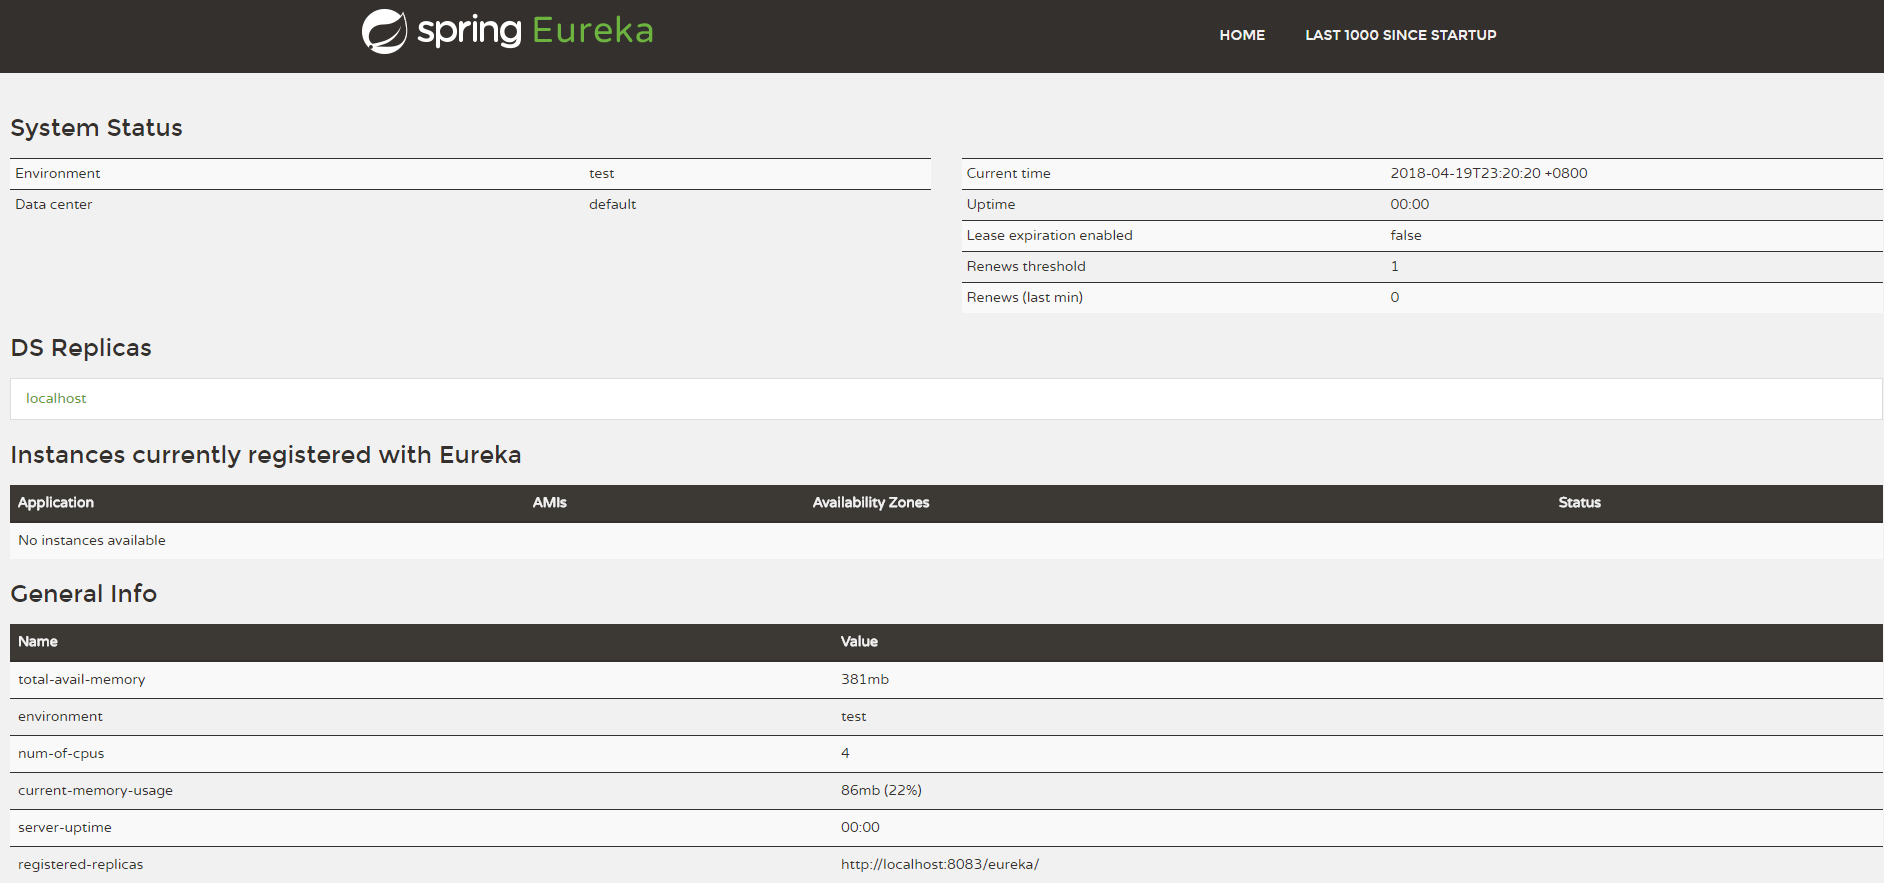 spring Eureka
HOME LAST 1000 SINCE STARTUP
System Status
Environment test
Data center default
Current time 2018-04-19T23:20:20 +0800
Uptime 00:00
Lease expiration enabled false
Renews threshold 1
Renews (last min) 0
DS Replicas
localhost
Instances currently registered with Eureka
Application AMIs Availability Zones Status
No instances available
General Info
Name Value
total-avail-memory 381mb
environment test
num-of-cpus 4
current-memory-usage 86mb (22%)
server-uptime 00:00
registered-replicas http://localhost:8083/eureka/